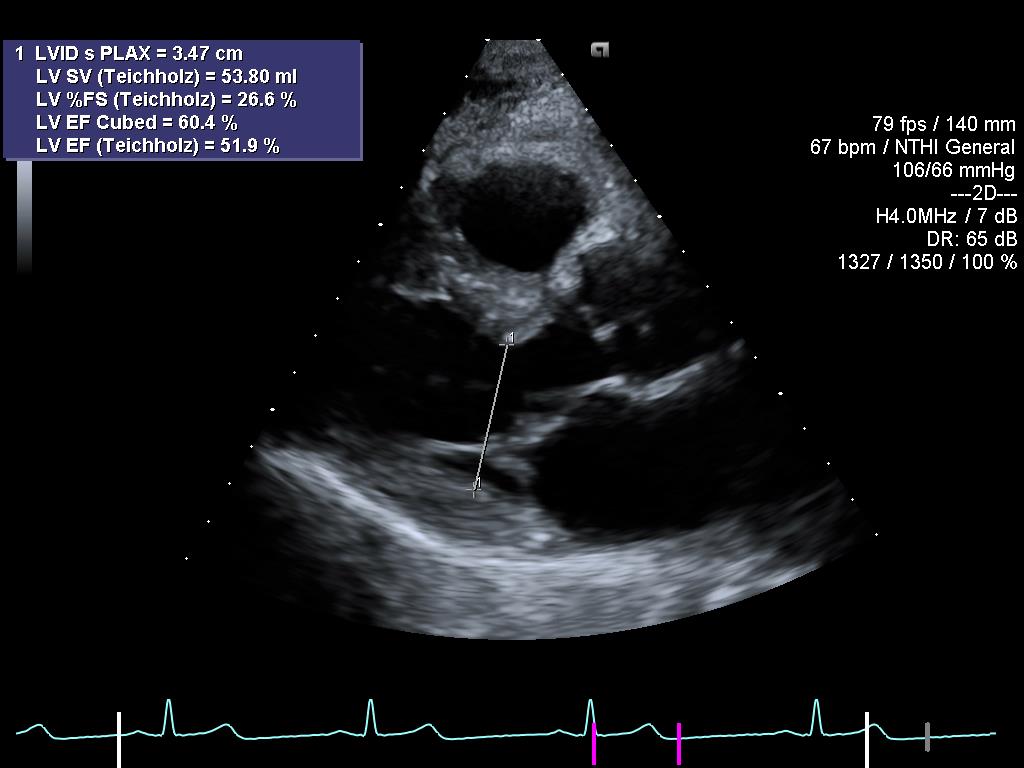 1 LVID s PLAX = 3.47 cm
LV SV (Teichholz) = 53.80 ml
LV %FS (Teichholz) = 26.6 %
LV EF Cubed = 60.4 %
LV EF (Teichholz) = 51.9 %
79 fps / 140 mm
67 bpm / NTHI General
106/66 mmHg
---2D---
H4.0MHz / 7 dB
DR: 65 dB
1327 / 1350 / 100 %
1
1